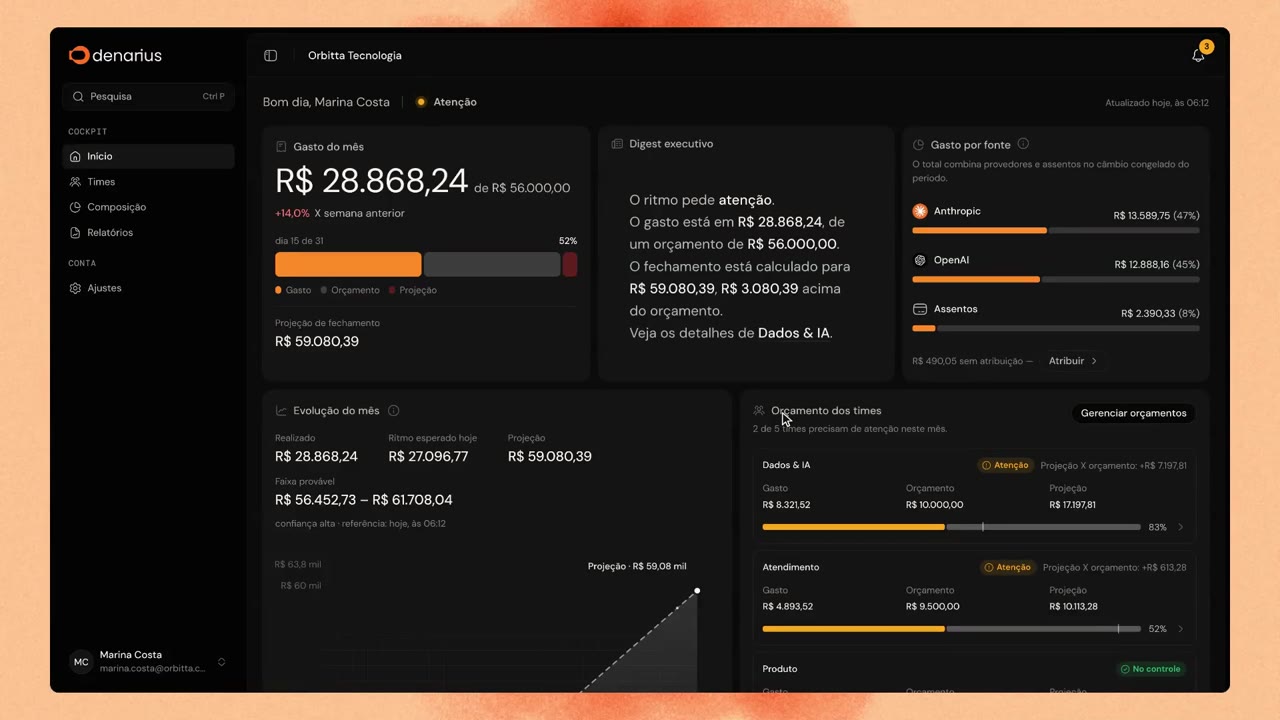 denarius
Orbitta Tecnologia
3
Pesquisa
Ctrl P
COCKPIT
Início
Times
Composição
Relatórios
CONTA
Ajustes
MC
Marina Costa
marina.costa@orbitta.c...
Bom dia, Marina Costa
Atenção
Atualizado hoje, às 06:12
Gasto do mês
R$ 28.868,24 de R$ 56.000,00
+14,0% X semana anterior
dia 15 de 31
52%
Gasto
Orçamento
Projeção
Projeção de fechamento
R$ 59.080,39
Digest executivo
O ritmo pede atenção.
O gasto está em R$ 28.868,24, de
um orçamento de R$ 56.000,00.
O fechamento está calculado para
R$ 59.080,39, R$ 3.080,39 acima
do orçamento.
Veja os detalhes de Dados & IA.
Gasto por fonte
O total combina provedores e assentos no câmbio congelado do
período.
Anthropic
R$ 13.589,75 (47%)
OpenAI
R$ 12.888,16 (45%)
Assentos
R$ 2.390,33 (8%)
R$ 490,05 sem atribuição —
Atribuir
Evolução do mês
Realizado
R$ 28.868,24
Ritmo esperado hoje
R$ 27.096,77
Projeção
R$ 59.080,39
Faixa provável
R$ 56.452,73 – R$ 61.708,04
confiança alta · referência: hoje, às 06:12
R$ 63,8 mil
R$ 60 mil
Projeção · R$ 59,08 mil
Orçamento dos times
Gerenciar orçamentos
2 de 5 times precisam de atenção neste mês.
Dados & IA
Atenção
Projeção X orçamento: +R$ 7.197,81
Gasto
R$ 8.321,52
Orçamento
R$ 10.000,00
Projeção
R$ 17.197,81
83%
Atendimento
Atenção
Projeção X orçamento: +R$ 613,28
Gasto
R$ 4.893,52
Orçamento
R$ 9.500,00
Projeção
R$ 10.113,28
52%
Produto
No controle
Gasto
Orçamento
Projeção